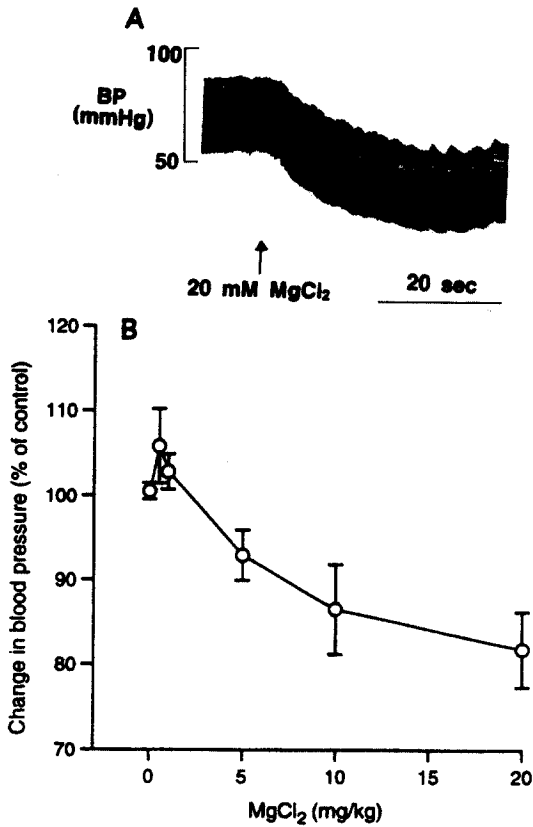 A
100
BP
(mmHg)
50
20 mM MgCl₂
20 sec
B
120
110
100
90
80
70
Change in blood pressure (% of control)
0 5 10 15 20
MgCl₂ (mg/kg)